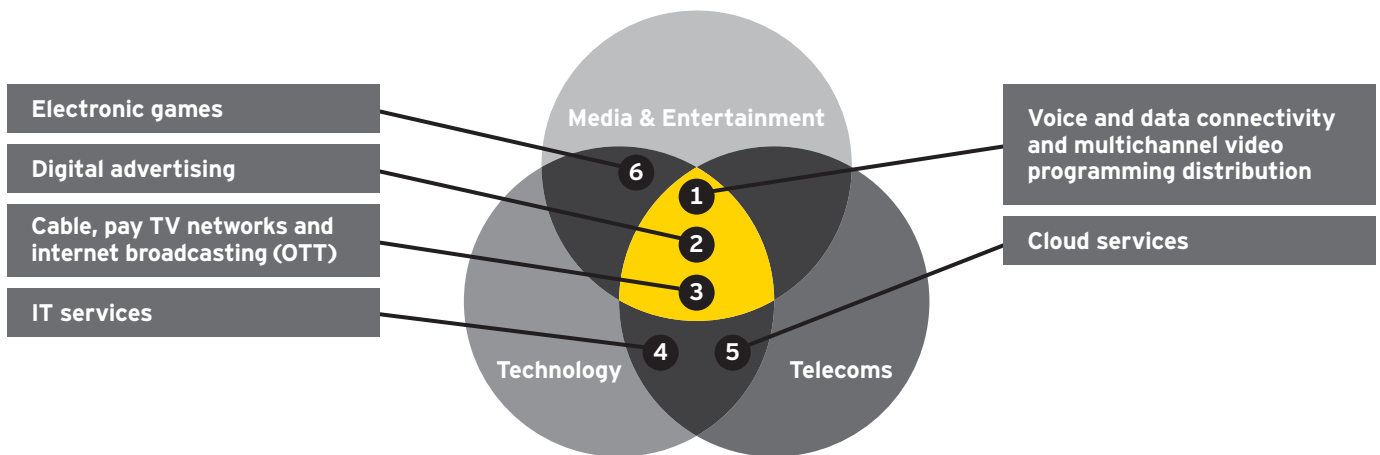 Electronic games
Digital advertising
Cable, pay TV networks and
internet broadcasting (OTT)
IT services
Media & Entertainment
6
1
2
3
4
5
Technology
Telecoms
Voice and data connectivity
and multichannel video
programming distribution
Cloud services